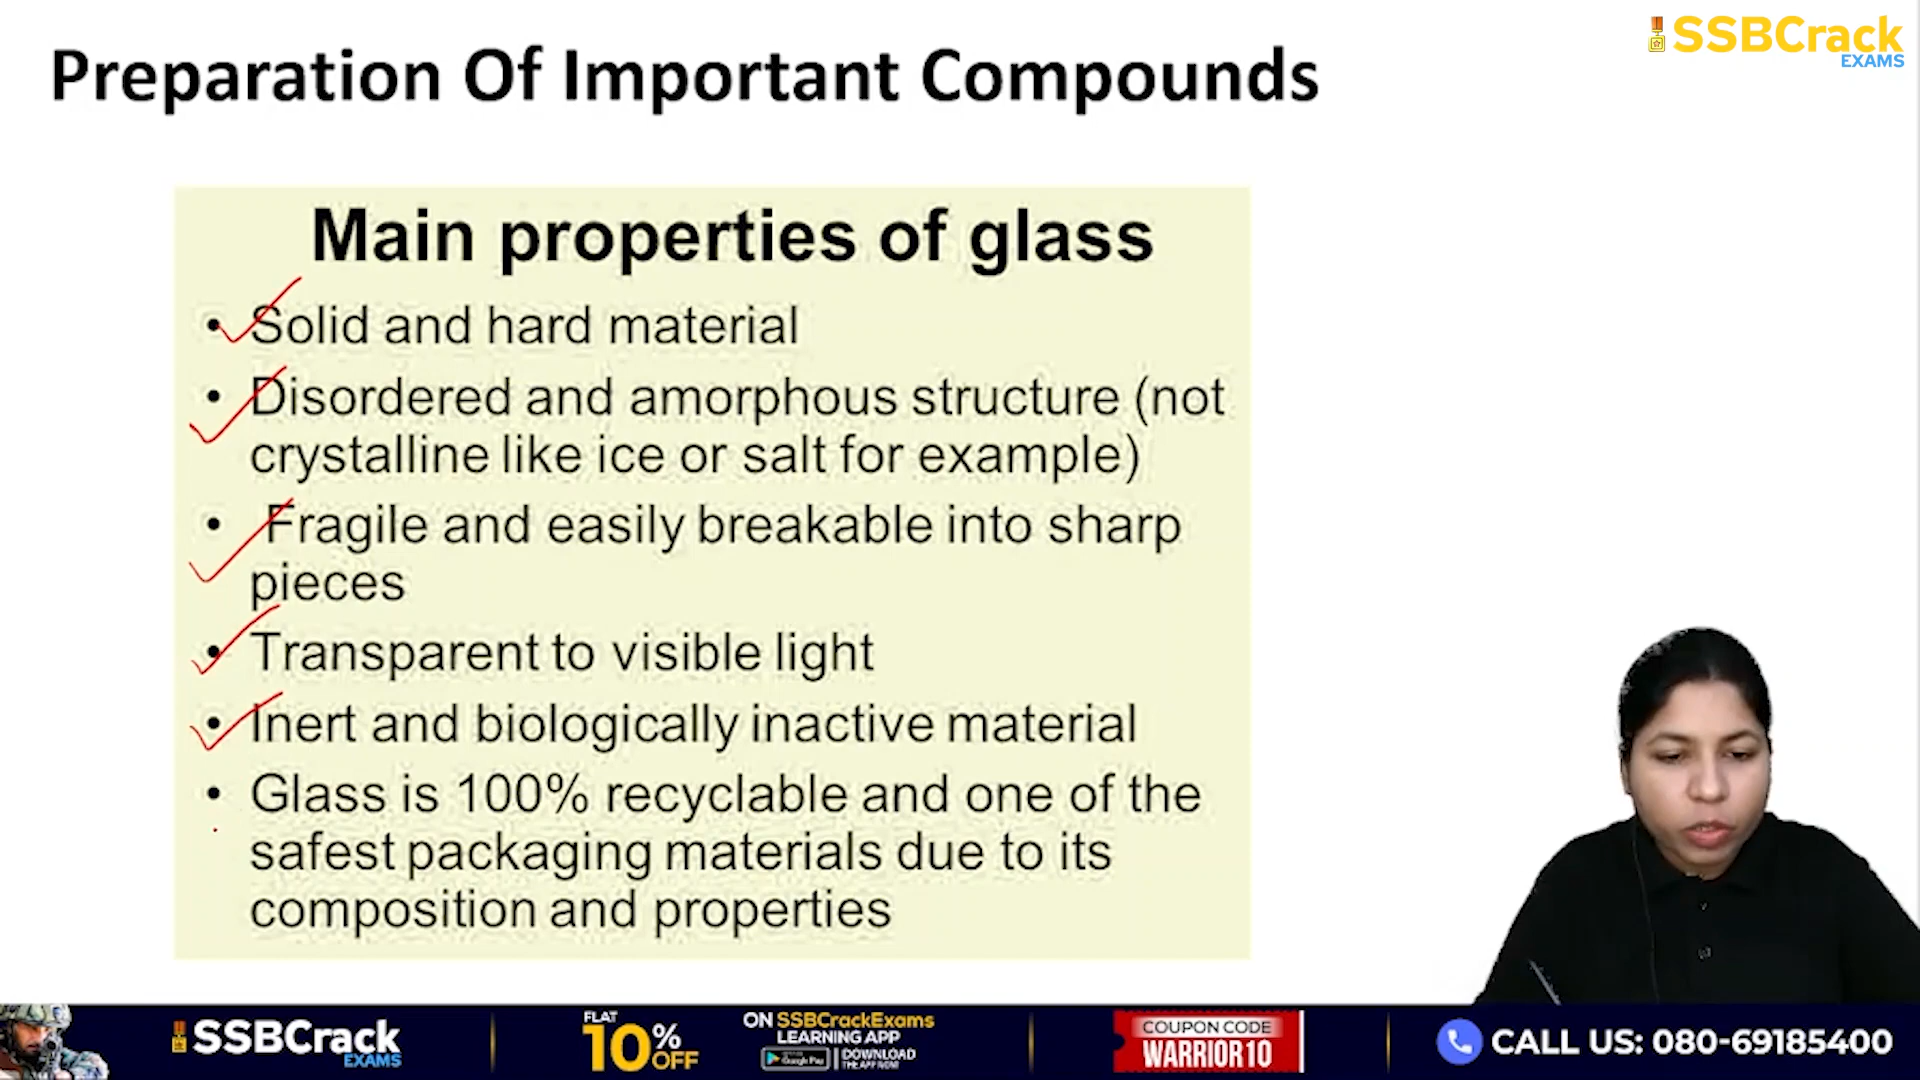 Preparation Of Important Compounds
SSBCrack
EXAMS
Main properties of glass
• Solid and hard material
• Disordered and amorphous structure (not
crystalline like ice or salt for example)
• Fragile and easily breakable into sharp
pieces
• Transparent to visible light
• Inert and biologically inactive material
• Glass is 100% recyclable and one of the
safest packaging materials due to its
composition and properties
SSBCrack
EXAMS
FLAT
10% OFF
ON SSBCrackExams
LEARNING APP
Google Play
DOWNLOAD
THE APP NOW
COUPON CODE
WARRIOR10
CALL US: 080-69185400